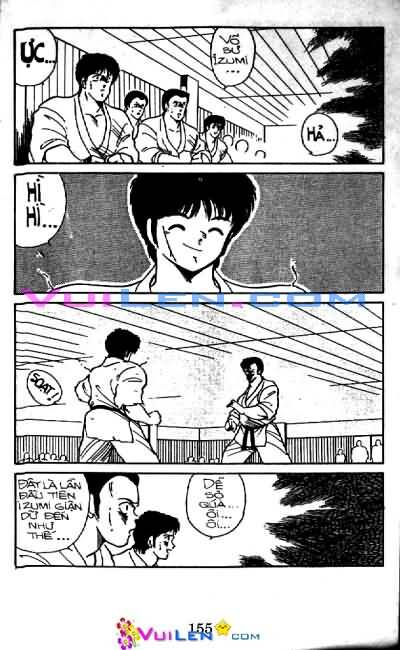 ỰC...
VÕ
SƯ
IZUMI
...
HẢ...
HÌ
HÌ...
VUILEN.COM
SOẠT!
ĐÂY LÀ LẦN
ĐẦU TIÊN
IZUMI GIẬN
DỮ ĐẾN
NHƯ
THẾ...
DỄ
SỢ
QUÁ...
ÔI...
ÔI...
155
VUILEN.COM